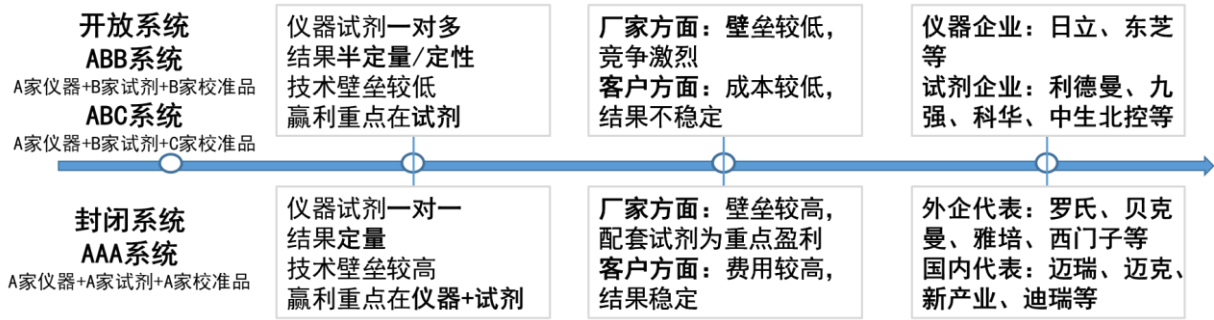 开放系统
ABB系统
A家仪器+B家试剂+B家校准品
ABC系统
A家仪器+B家试剂+C家校准品
仪器试剂一对多
结果半定量/定性
技术壁垒较低
赢利重点在试剂
厂家方面：壁垒较低，
竞争激烈
客户方面：成本较低，
结果不稳定
仪器企业：日立、东芝
等
试剂企业：利德曼、九
强、科华、中生北控等
封闭系统
AAA系统
A家仪器+A家试剂+A家校准品
仪器试剂一对一
结果定量
技术壁垒较高
赢利重点在仪器+试剂
厂家方面：壁垒较高，
配套试剂为重点盈利
客户方面：费用较高，
结果稳定
外企代表：罗氏、贝克
曼、雅培、西门子等
国内代表：迈瑞、迈克、
新产业、迪瑞等